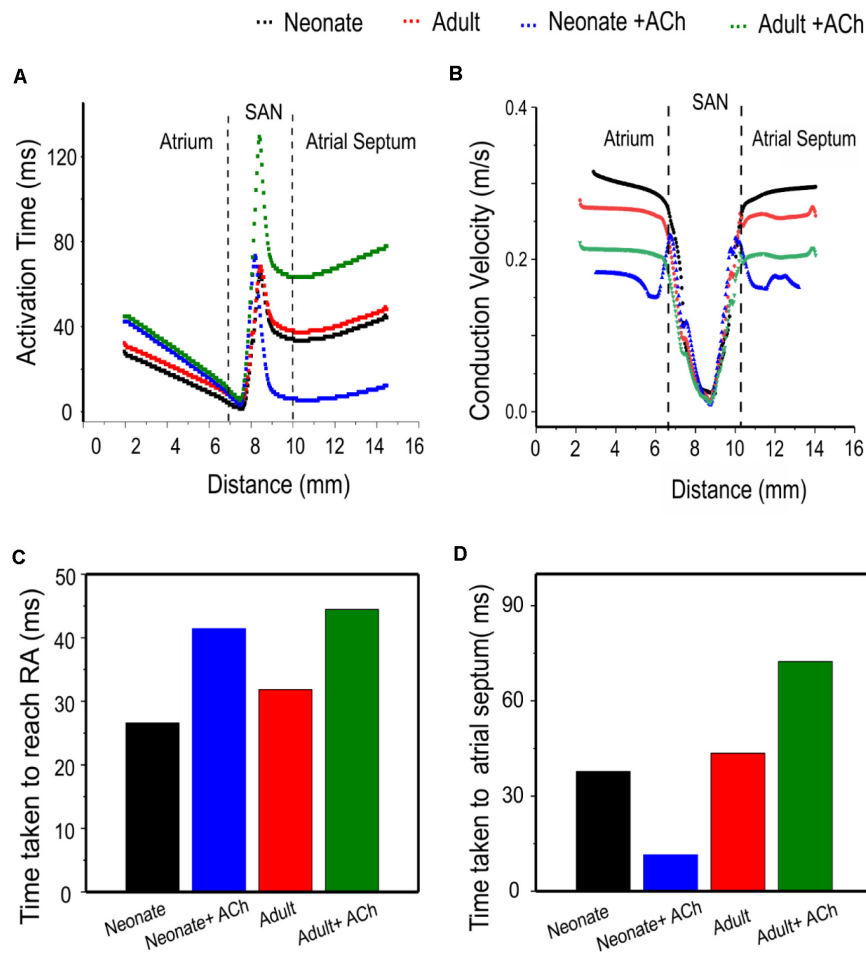 Neonate Adult Neonate +ACh Adult +ACh
A
SAN
Atrium Atrial Septum
Activation Time (ms)
120
80
40
0
0 2 4 6 8 10 12 14 16
Distance (mm)
B
SAN
Atrium Atrial Septum
Conduction Velocity (m/s)
0.4
0.2
0.0
0 2 4 6 8 10 12 14 16
Distance (mm)
C
Time taken to reach RA (ms)
50
40
30
20
10
0
Neonate Neonate+ ACh Adult Adult+ ACh
D
Time taken to atrial septum( ms)
90
60
30
0
Neonate Neonate+ ACh Adult Adult+ ACh